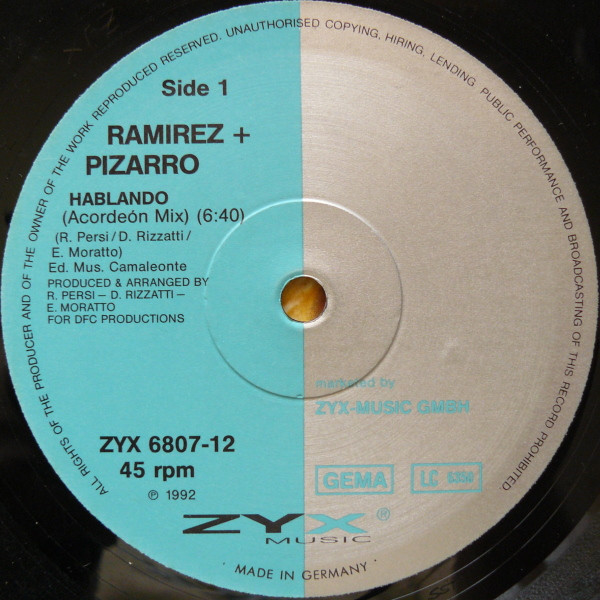 ALL RIGHTS OF THE PRODUCER AND OF THE OWNER OF THE WORK REPRODUCED RESERVED. UNAUTHORISED COPYING, HIRING, LENDING, PUBLIC PERFORMANCE AND BROADCASTING OF THIS RECORD PROHIBITED.
Side 1
RAMIREZ +
PIZARRO
HABLANDO
(Acordeón Mix) (6:40)
(R. Persi / D. Rizzatti /
E. Moratto)
Ed. Mus. Camaleonte
PRODUCED & ARRANGED BY
R. PERSI – D. RIZZATTI –
E. MORATTO
FOR DFC PRODUCTIONS
marketed by
ZYX-MUSIC GMBH
ZYX 6807-12
45 rpm
GEMA
LC
℗ 1992
ZYX ®
MUSIC
· MADE IN GERMANY ·